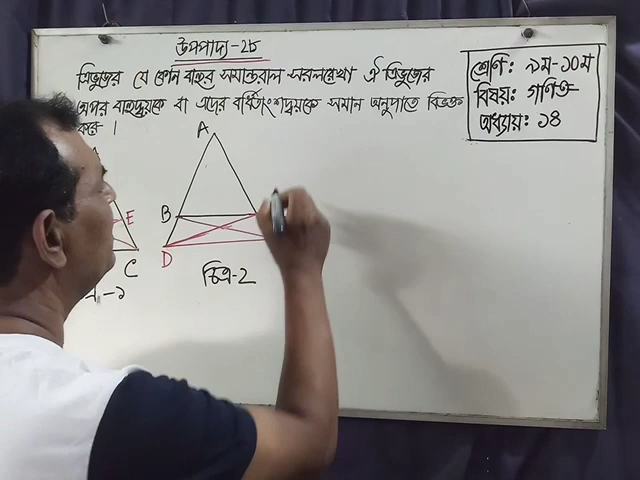 উপপাদ্য-২৮
ত্রিভুজের যে কোন বাহুর সমান্তরাল সরলরেখা ঐ ত্রিভুজের
অপর বাহুদ্বয়কে বা এদের বর্ধিতাংশদ্বয়কে সমান অনুপাতে বিভক্ত
করে ।
শ্রেণি: ৯ম-১০ম
বিষয়: গণিত
অধ্যায়: ১৪
A
E
C
-১
A
B
D
চিত্র-2